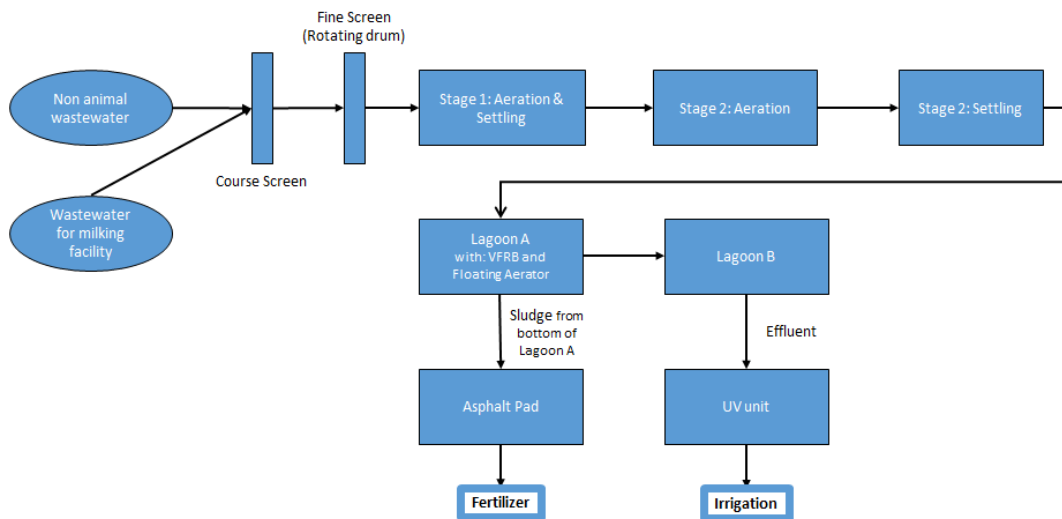 Fine Screen
(Rotating drum)
Non animal
wastewater
Stage 1: Aeration &
Settling
Stage 2: Aeration
Stage 2: Settling
Course Screen
Wastewater
for milking
facility
Lagoon A
with: VFRB and
Floating Aerator
Lagoon B
Sludge from
bottom of
Lagoon A
Effluent
Asphalt Pad
UV unit
Fertilizer
Irrigation